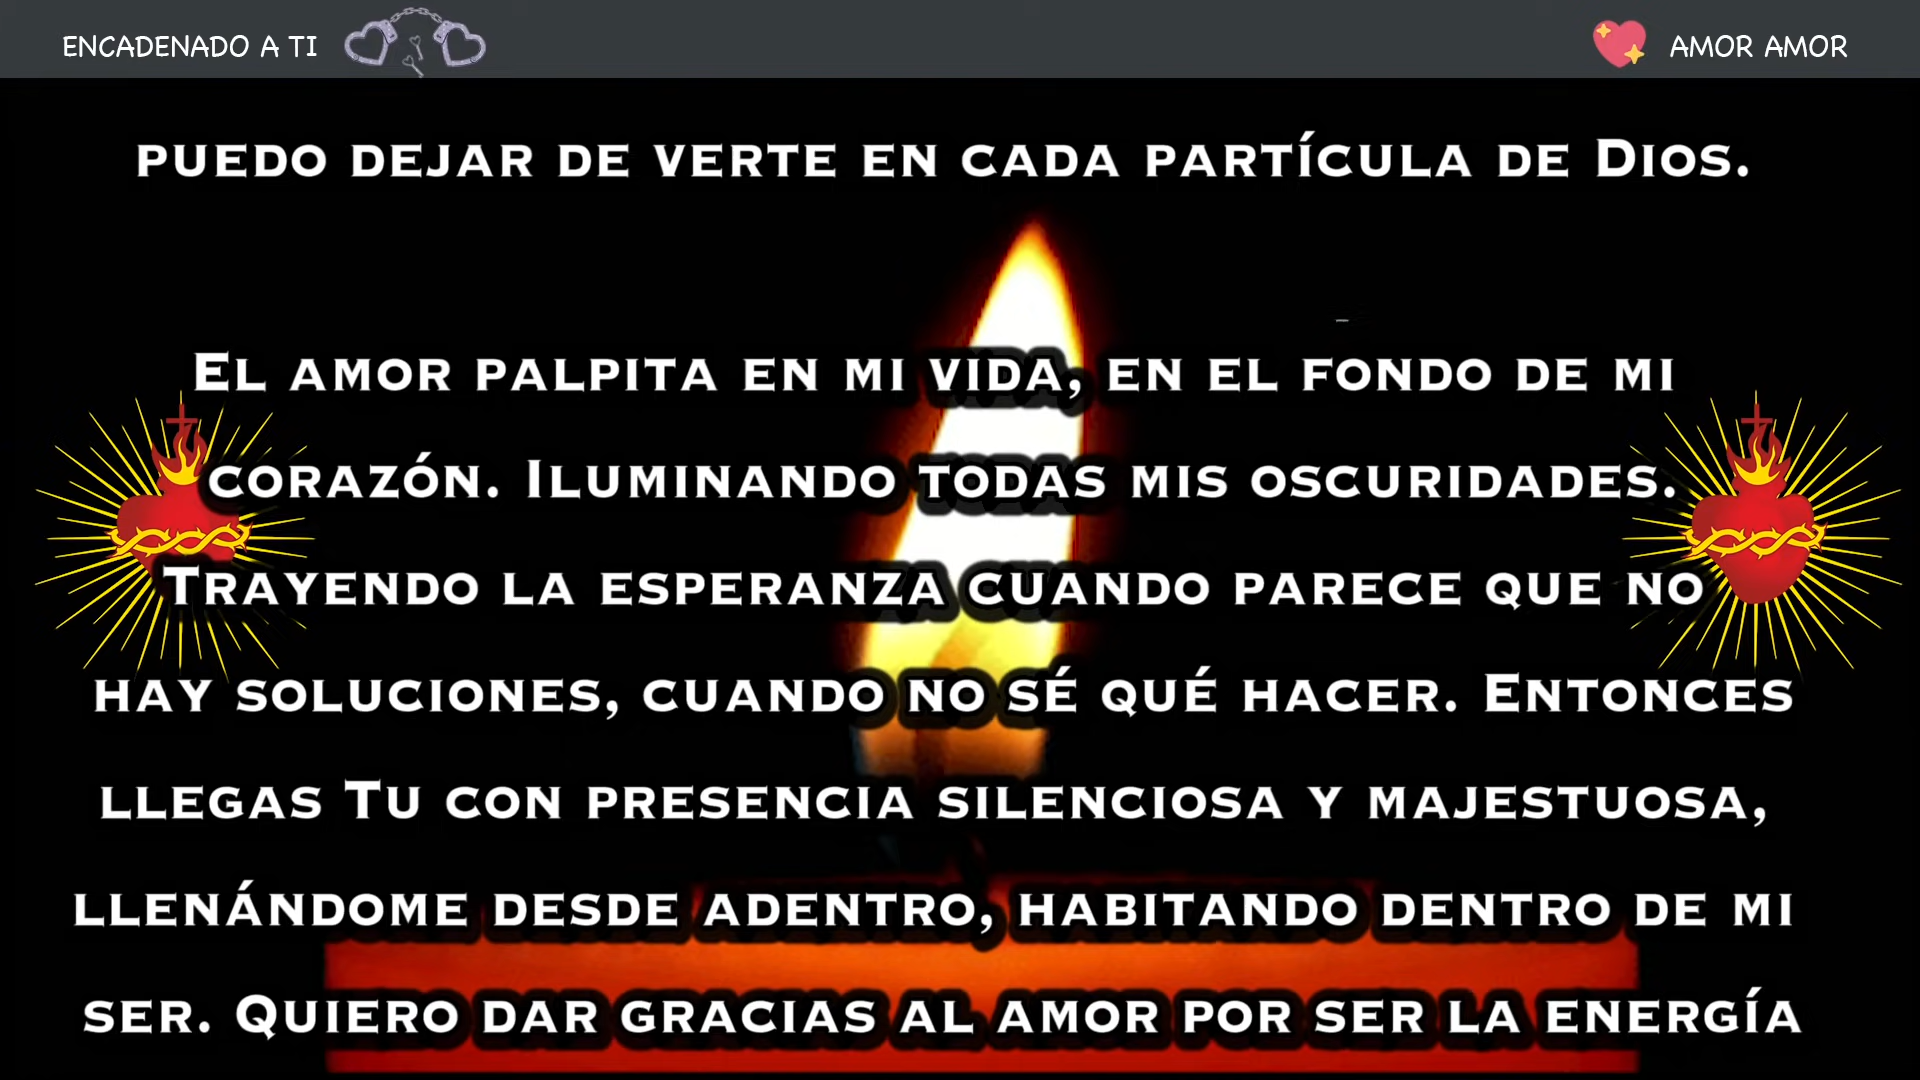 ENCADENADO A TI
AMOR AMOR
PUEDO DEJAR DE VERTE EN CADA PARTÍCULA DE DIOS.
EL AMOR PALPITA EN MI VIDA, EN EL FONDO DE MI
CORAZÓN. ILUMINANDO TODAS MIS OSCURIDADES.
TRAYENDO LA ESPERANZA CUANDO PARECE QUE NO
HAY SOLUCIONES, CUANDO NO SÉ QUÉ HACER. ENTONCES
LLEGAS TU CON PRESENCIA SILENCIOSA Y MAJESTUOSA,
LLENÁNDOME DESDE ADENTRO, HABITANDO DENTRO DE MI
SER. QUIERO DAR GRACIAS AL AMOR POR SER LA ENERGÍA